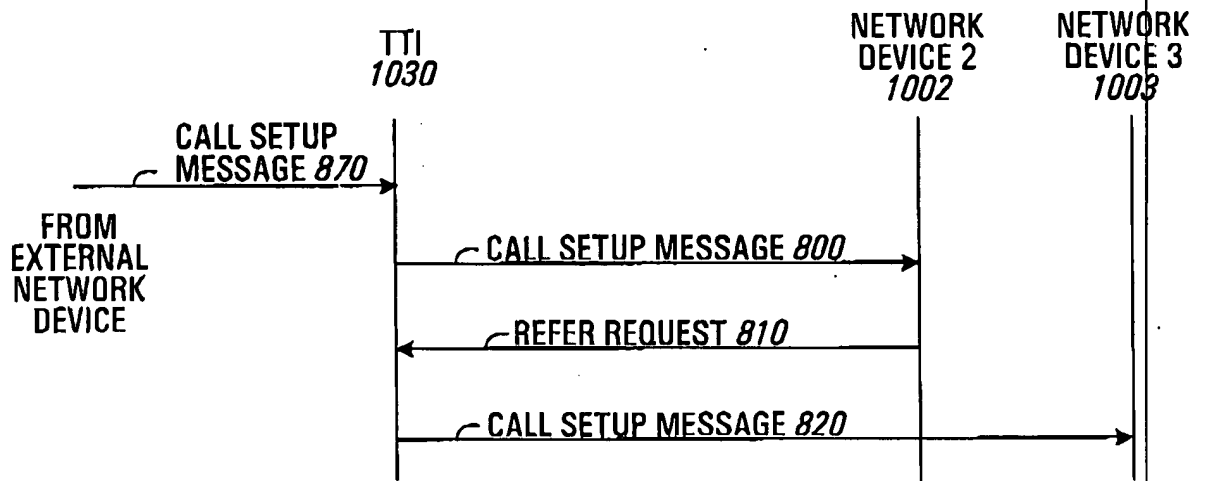 TTI
1030
NETWORK
DEVICE 2
1002
NETWORK
DEVICE 3
1003
CALL SETUP
MESSAGE 870
FROM
EXTERNAL
NETWORK
DEVICE
CALL SETUP MESSAGE 800
REFER REQUEST 810
CALL SETUP MESSAGE 820